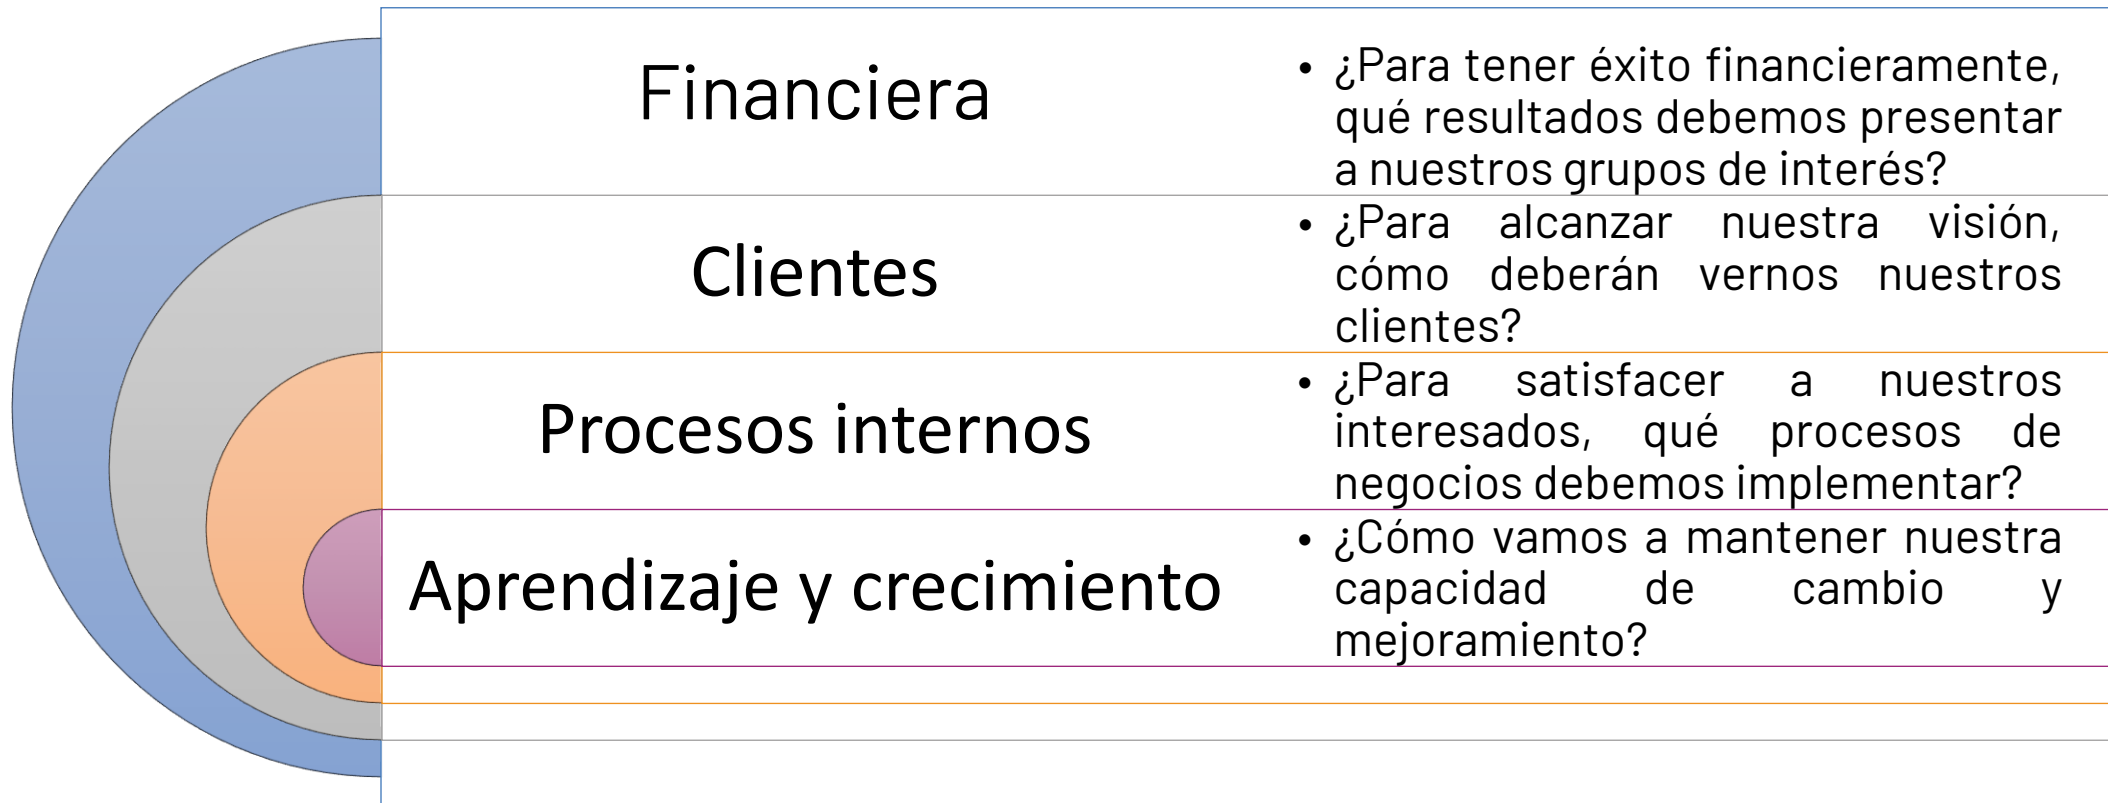 Financiera
• ¿Para tener éxito financieramente,
qué resultados debemos presentar
a nuestros grupos de interés?
Clientes
• ¿Para alcanzar nuestra visión,
cómo deberán vernos nuestros
clientes?
Procesos internos
• ¿Para satisfacer a nuestros
interesados, qué procesos de
negocios debemos implementar?
Aprendizaje y crecimiento
• ¿Cómo vamos a mantener nuestra
capacidad de cambio y
mejoramiento?